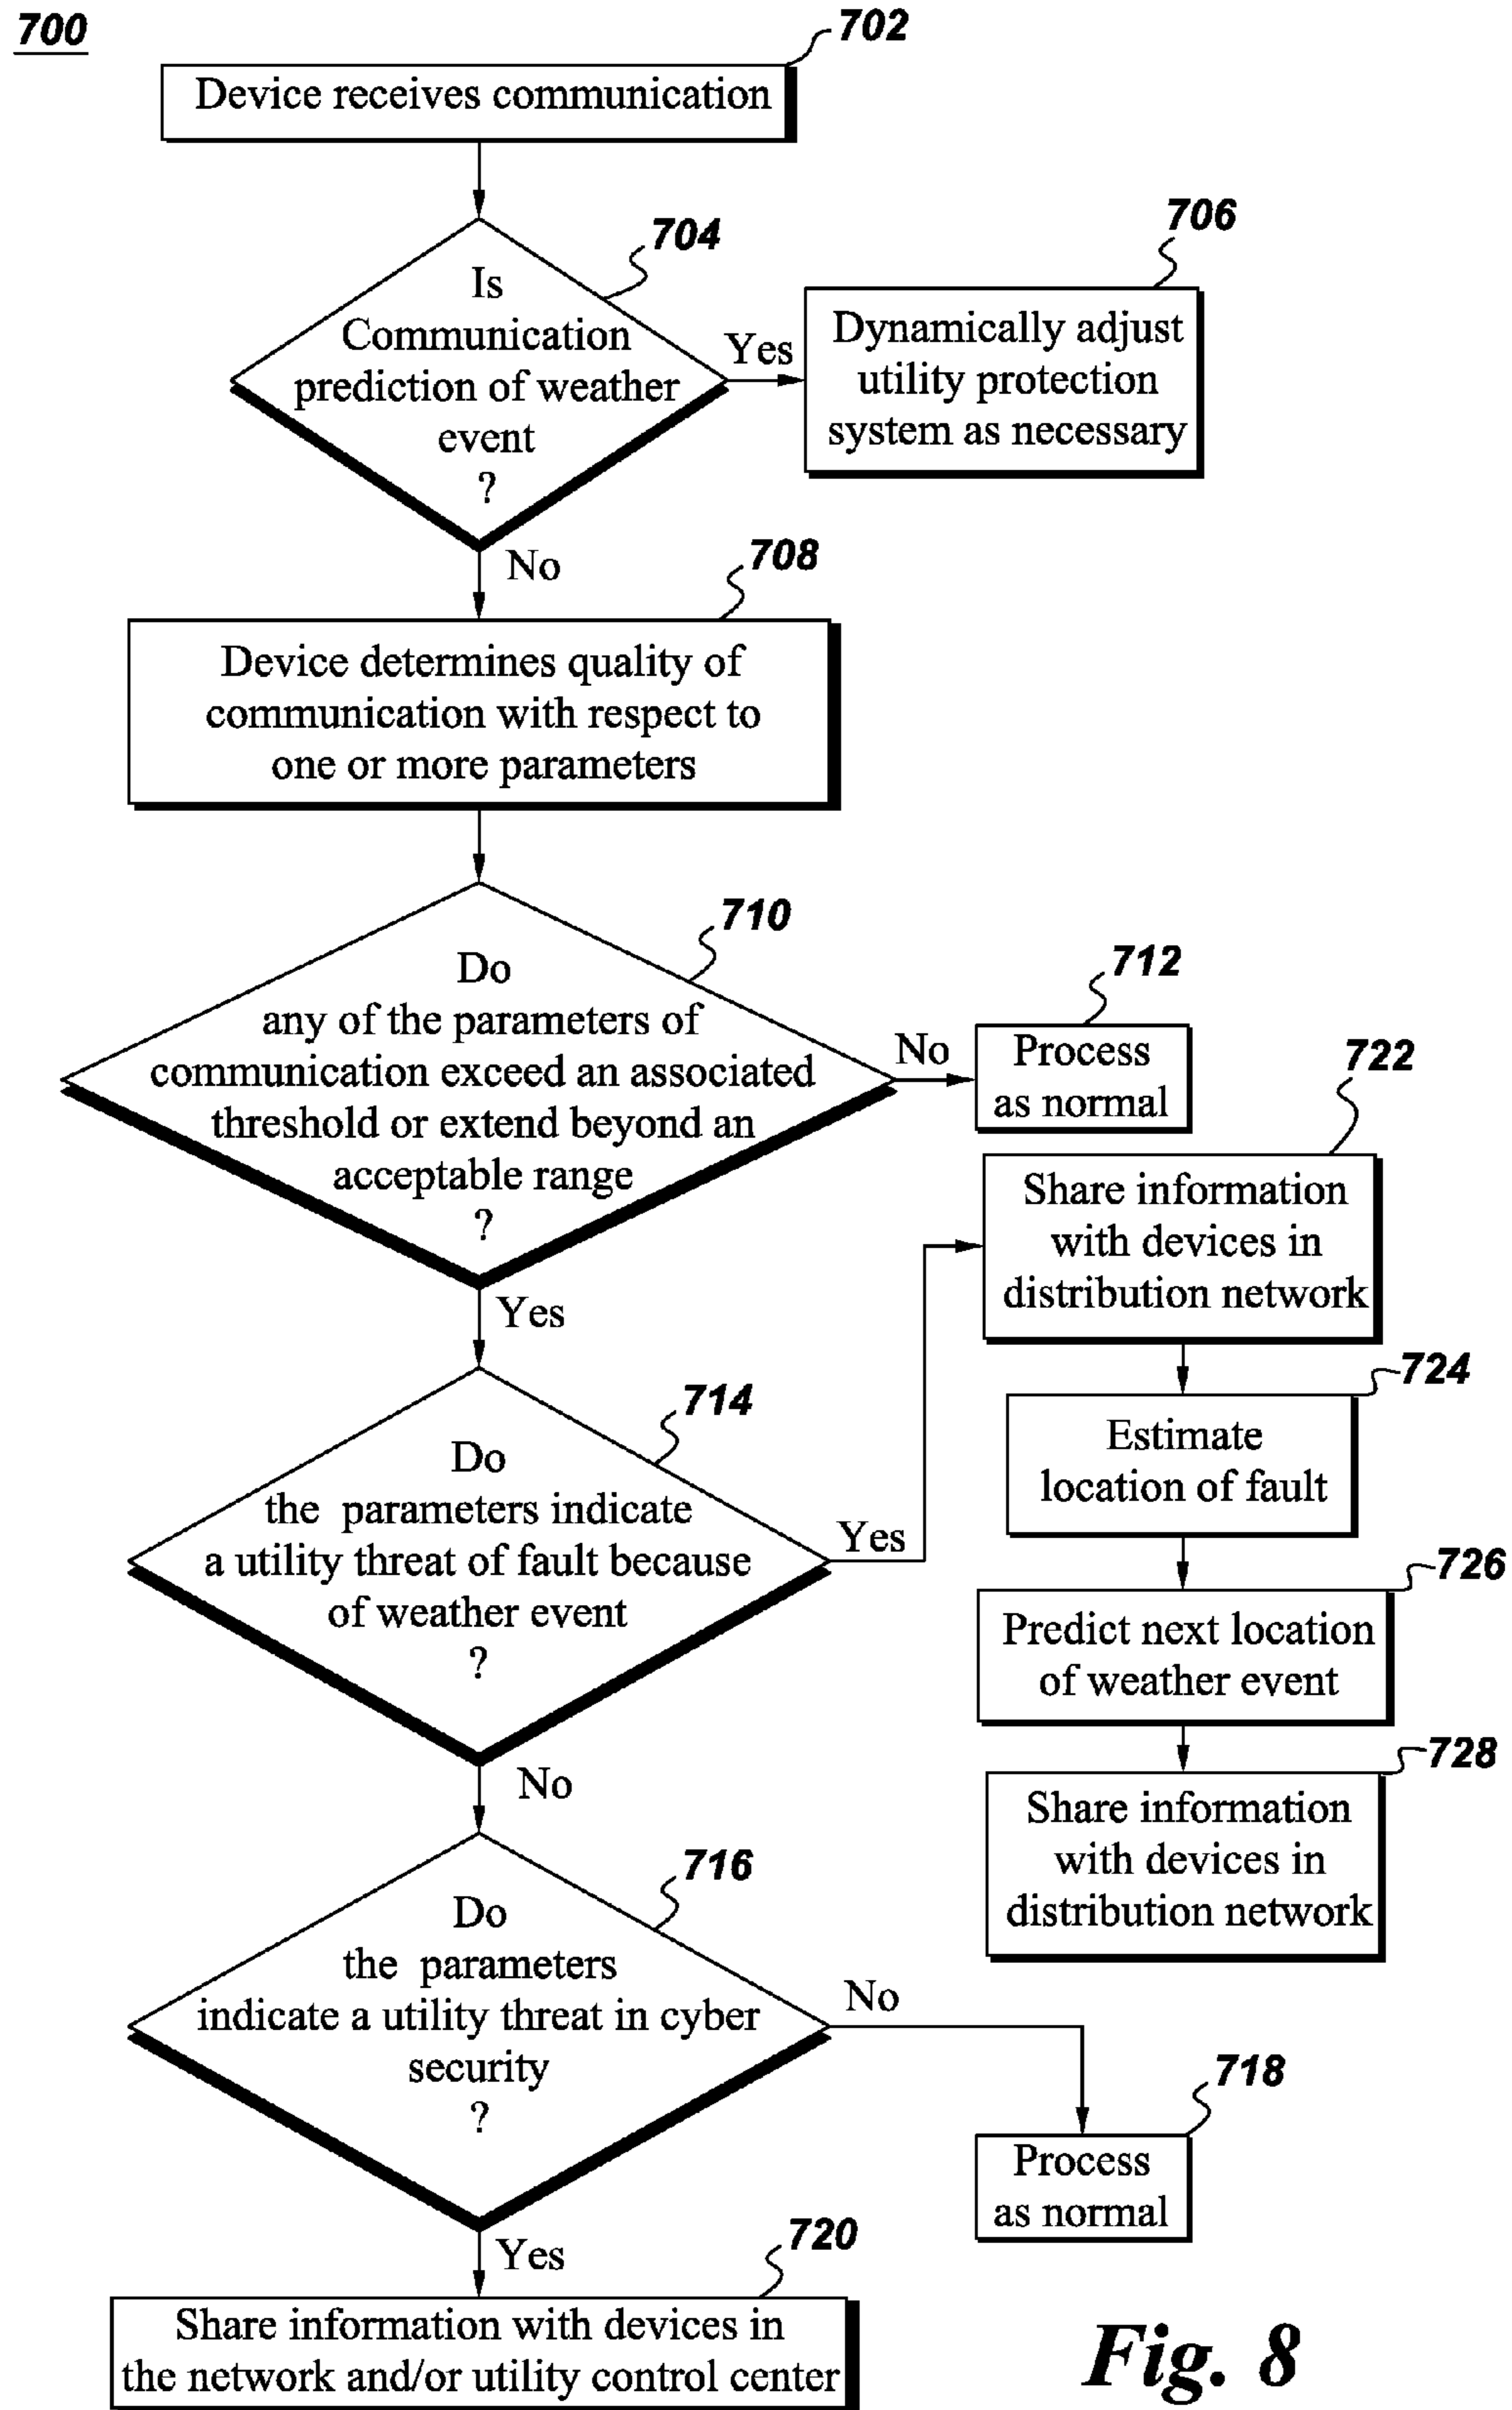 700
702
Device receives communication
704
Is
Communication
prediction of weather
event
?
Yes
706
Dynamically adjust
utility protection
system as necessary
No
708
Device determines quality of
communication with respect to
one or more parameters
710
Do
any of the parameters of
communication exceed an associated
threshold or extend beyond an
acceptable range
?
No
712
Process
as normal
Yes
714
Do
the parameters indicate
a utility threat of fault because
of weather event
?
Yes
722
Share information
with devices in
distribution network
724
Estimate
location of fault
726
Predict next location
of weather event
728
Share information
with devices in
distribution network
No
716
Do
the parameters
indicate a utility threat in cyber
security
?
No
718
Process
as normal
Yes
720
Share information with devices in
the network and/or utility control center
Fig. 8